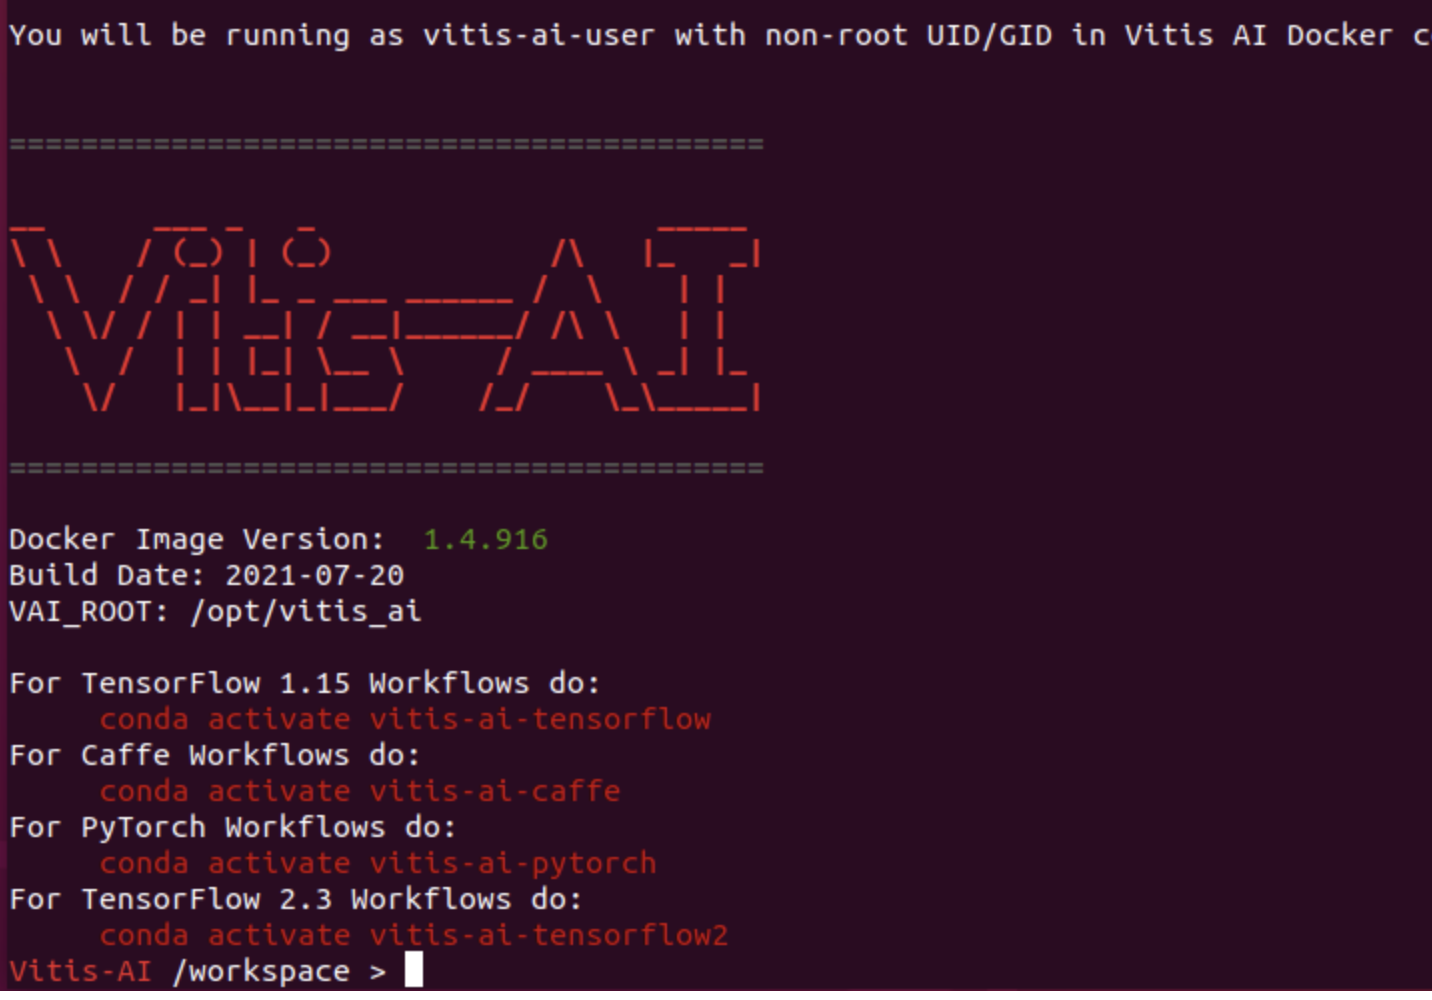 You will be running as vitis-ai-user with non-root UID/GID in Vitis AI Docker
==========================================
Vitis-AI
==========================================
Docker Image Version:  1.4.916
Build Date: 2021-07-20
VAI_ROOT: /opt/vitis_ai
For TensorFlow 1.15 Workflows do:
conda activate vitis-ai-tensorflow
For Caffe Workflows do:
conda activate vitis-ai-caffe
For PyTorch Workflows do:
conda activate vitis-ai-pytorch
For TensorFlow 2.3 Workflows do:
conda activate vitis-ai-tensorflow2
Vitis-AI /workspace >